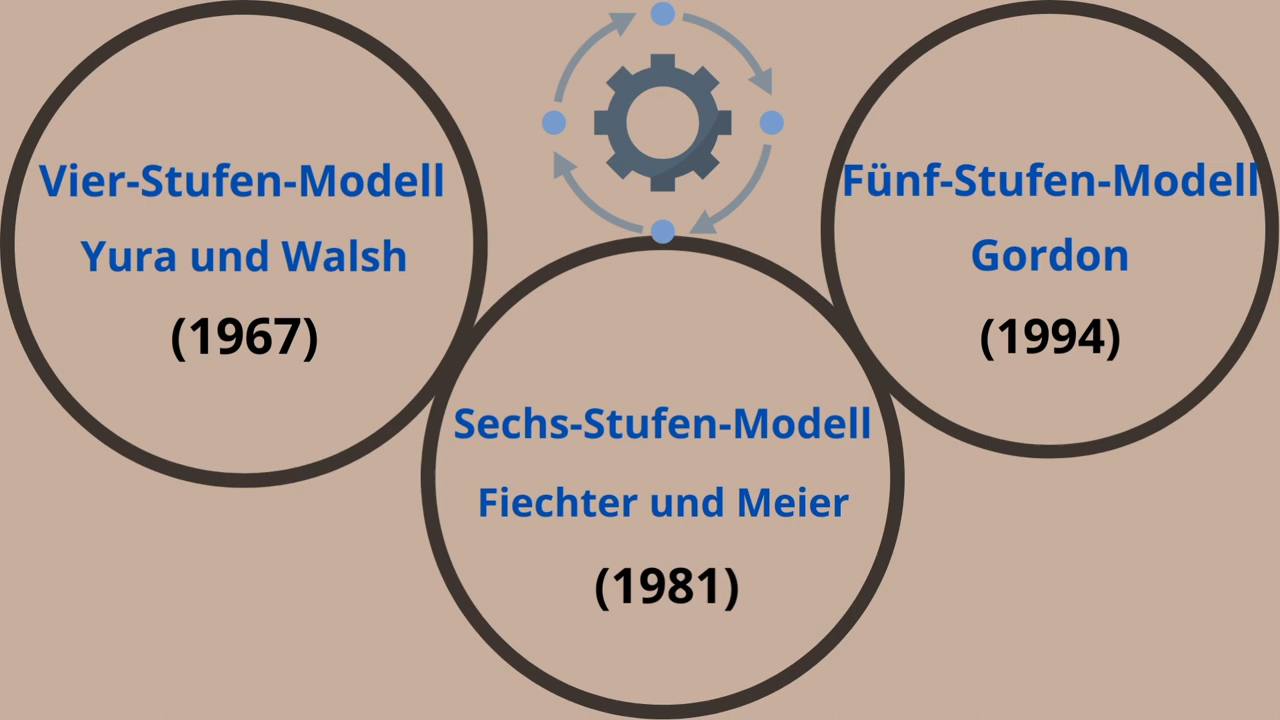 Vier-Stufen-Modell
Yura und Walsh
(1967)
Sechs-Stufen-Modell
Fiechter und Meier
(1981)
Fünf-Stufen-Modell
Gordon
(1994)